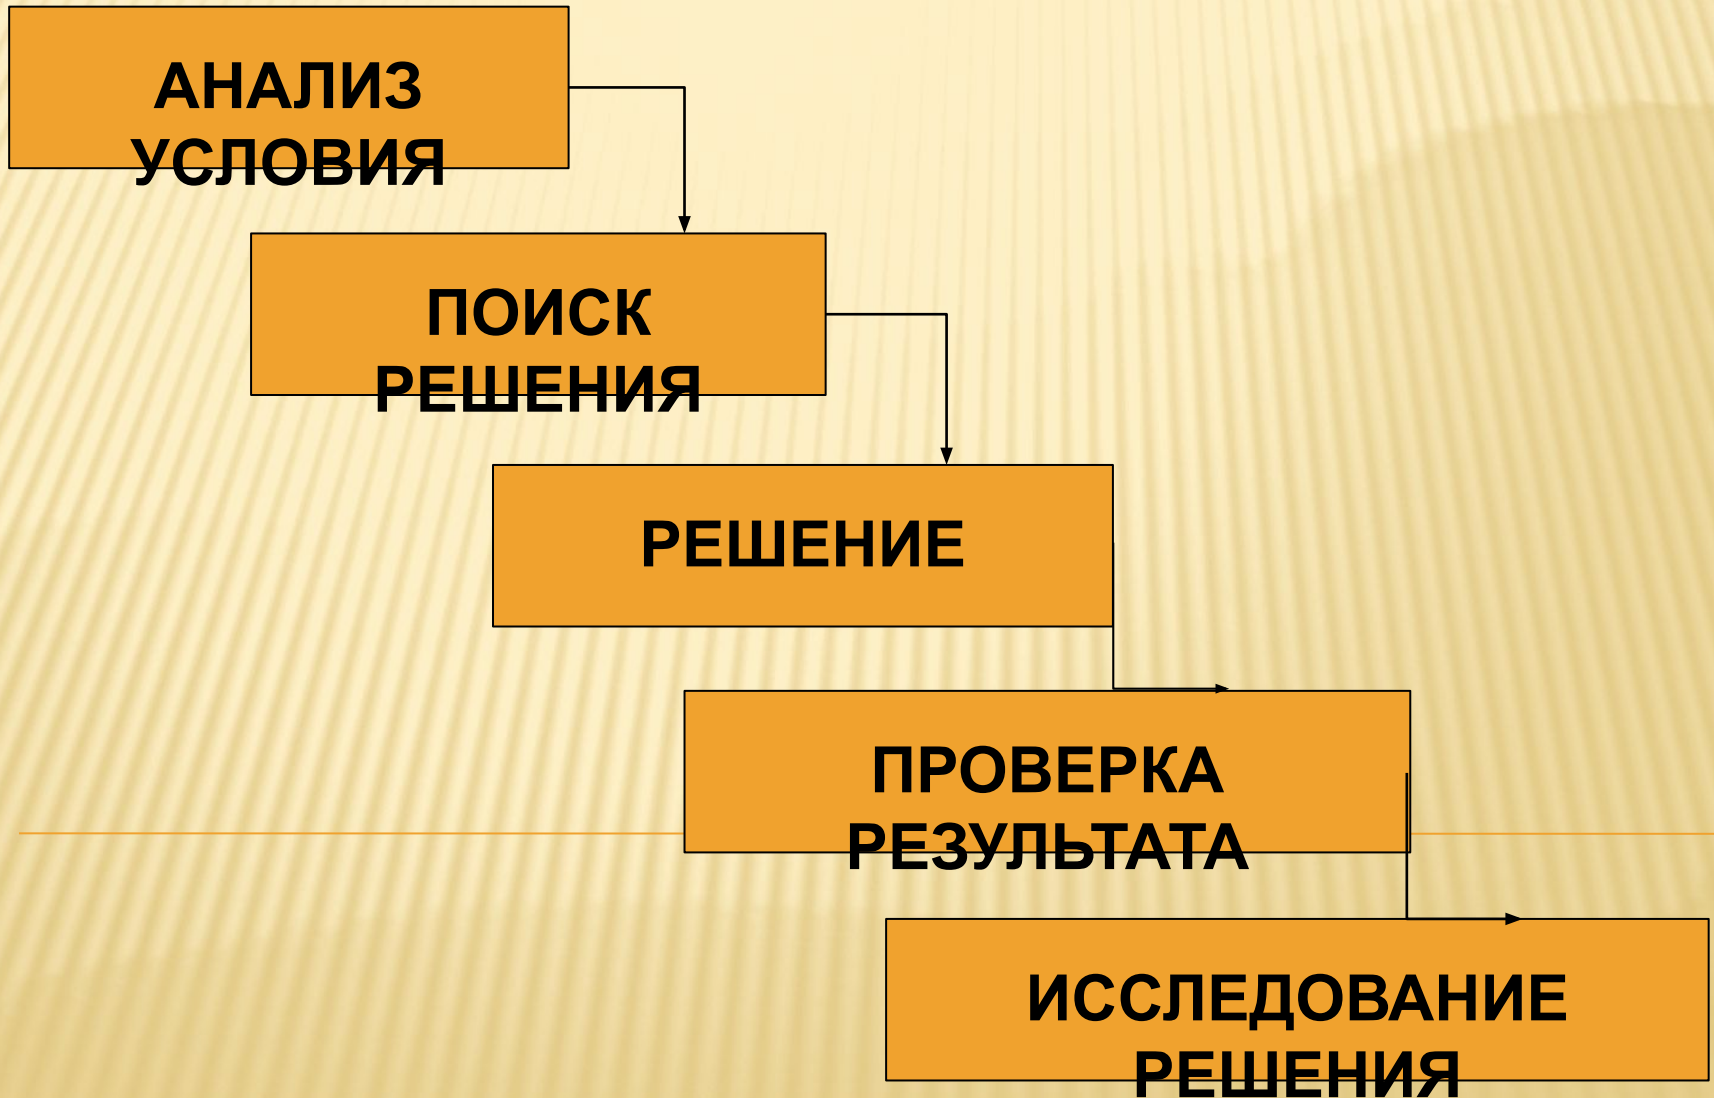 АНАЛИЗ
УСЛОВИЯ
ПОИСК
РЕШЕНИЯ
РЕШЕНИЕ
ПРОВЕРКА
РЕЗУЛЬТАТА
ИССЛЕДОВАНИЕ
РЕШЕНИЯ